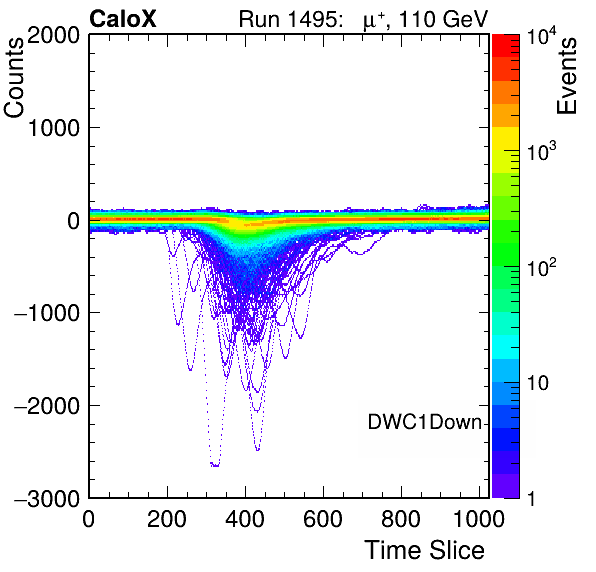 CaloX Run 1495: μ⁺, 110 GeV
Counts
2000
1000
0
−1000
−2000
−3000
0 200 400 600 800 1000
Time Slice
DWC1Down
Events
10⁴
10³
10²
10
1